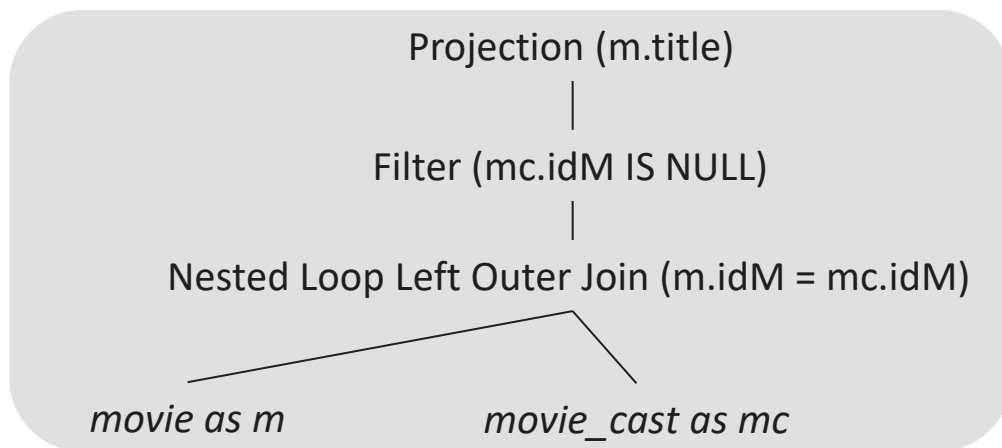 Projection (m.title)
Filter (mc.idM IS NULL)
Nested Loop Left Outer Join (m.idM = mc.idM)
movie as m
movie_cast as mc